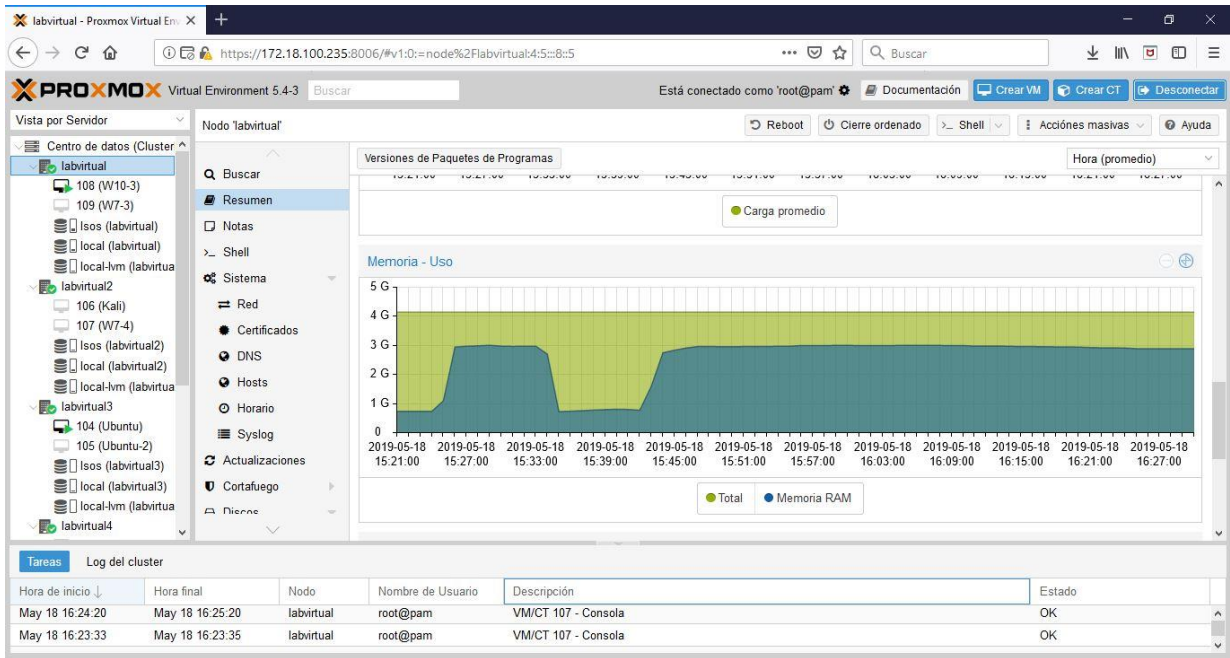 labvirtual - Proxmox Virtual Env
https://172.18.100.235:8006/#v1:0:=node%2Flabvirtual:4:5:::8::5
Buscar
PROXMOX Virtual Environment 5.4-3 Buscar
Está conectado como 'root@pam' Documentación Crear VM Crear CT Desconectar
Vista por Servidor
Centro de datos (Cluster
labvirtual
108 (W10-3)
109 (W7-3)
Isos (labvirtual)
local (labvirtual)
local-lvm (labvirtua
labvirtual2
106 (Kali)
107 (W7-4)
Isos (labvirtual2)
local (labvirtual2)
local-lvm (labvirtua
labvirtual3
104 (Ubuntu)
105 (Ubuntu-2)
Isos (labvirtual3)
local (labvirtual3)
local-lvm (labvirtua
labvirtual4
Nodo 'labvirtual'
Reboot Cierre ordenado Shell Acciónes masivas Ayuda
Buscar
Resumen
Notas
Shell
Sistema
Red
Certificados
DNS
Hosts
Horario
Syslog
Actualizaciones
Cortafuego
Discos
Versiones de Paquetes de Programas
Hora (promedio)
Carga promedio
Memoria - Uso
5 G
4 G
3 G
2 G
1 G
0
2019-05-18 2019-05-18 2019-05-18 2019-05-18 2019-05-18 2019-05-18 2019-05-18 2019-05-18 2019-05-18 2019-05-18 2019-05-18 2019-05-18
15:21:00 15:27:00 15:33:00 15:39:00 15:45:00 15:51:00 15:57:00 16:03:00 16:09:00 16:15:00 16:21:00 16:27:00
Total Memoria RAM
Tareas Log del cluster
Hora de inicio Hora final Nodo Nombre de Usuario Descripción Estado
May 18 16:24:20 May 18 16:25:20 labvirtual root@pam VM/CT 107 - Consola OK
May 18 16:23:33 May 18 16:23:35 labvirtual root@pam VM/CT 107 - Consola OK